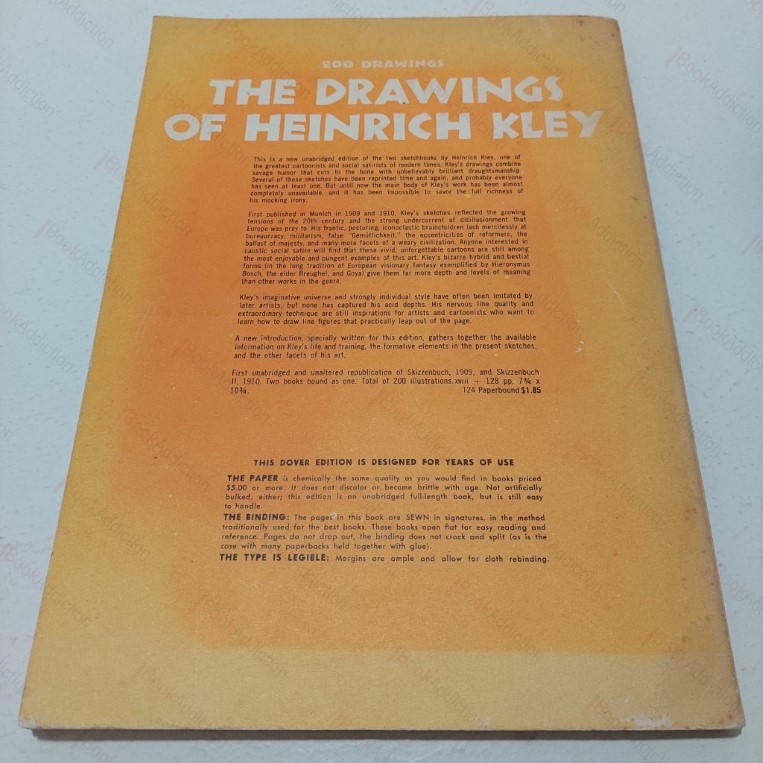 200 DRAWINGS
THE DRAWINGS
OF HEINRICH KLEY
This is a new unabridged edition of the two sketchbooks by Heinrich Kley, one of
the greatest cartoonists and social satirists of modern times. Kley's drawings combine
savage humor that cuts to the bone with unbelievably brilliant draughtsmanship.
Several of these sketches have been reprinted time and again, and probably everyone
has seen at least one. But until now the main body of Kley's work has been almost
completely unavailable, and it has been impossible to savor the full richness of
his mocking irony.
First published in Munich in 1909 and 1910, Kley's sketches reflected the growing
tensions of the 20th century and the strong undercurrent of disillusionment that
Europe was prey to. His frantic, posturing, iconoclastic brainchildren lash mercilessly at
bureaucracy, militarism, false "Gemütlichkeit," the eccentricities of reformers, the
ballast of majesty, and many more facets of a weary civilization. Anyone interested in
caustic social satire will find that these vivid, unforgettable cartoons are still among
the most enjoyable and pungent examples of this art. Kley's bizarre hybrid and bestial
forms (in the long tradition of European visionary fantasy exemplified by Hieronymus
Bosch, the elder Breughel, and Goya) give them far more depth and levels of meaning
than other works in the genre.
Kley's imaginative universe and strongly individual style have often been imitated by
later artists, but none has captured his acid depths. His nervous line quality and
extraordinary technique are still inspirations for artists and cartoonists who want to
learn how to draw line figures that practically leap out of the page.
A new introduction, specially written for this edition, gathers together the available
information on Kley's life and training, the formative elements in the present sketches,
and the other facets of his art.
First unabridged and unaltered republication of Skizzenbuch, 1909, and Skizzenbuch
II, 1910. Two books bound as one. Total of 200 illustrations. xviii + 128 pp. 7¾ x
10¾. 124 Paperbound $1.85
THIS DOVER EDITION IS DESIGNED FOR YEARS OF USE
THE PAPER is chemically the same quality as you would find in books priced
$5.00 or more. It does not discolor or become brittle with age. Not artificially
bulked, either; this edition is an unabridged full-length book, but is still easy
to handle.
THE BINDING: The pages in this book are SEWN in signatures, in the method
traditionally used for the best books. These books open flat for easy reading and
reference. Pages do not drop out, the binding does not crack and split (as is the
case with many paperbacks held together with glue).
THE TYPE IS LEGIBLE: Margins are ample and allow for cloth rebinding.
BookAddiction